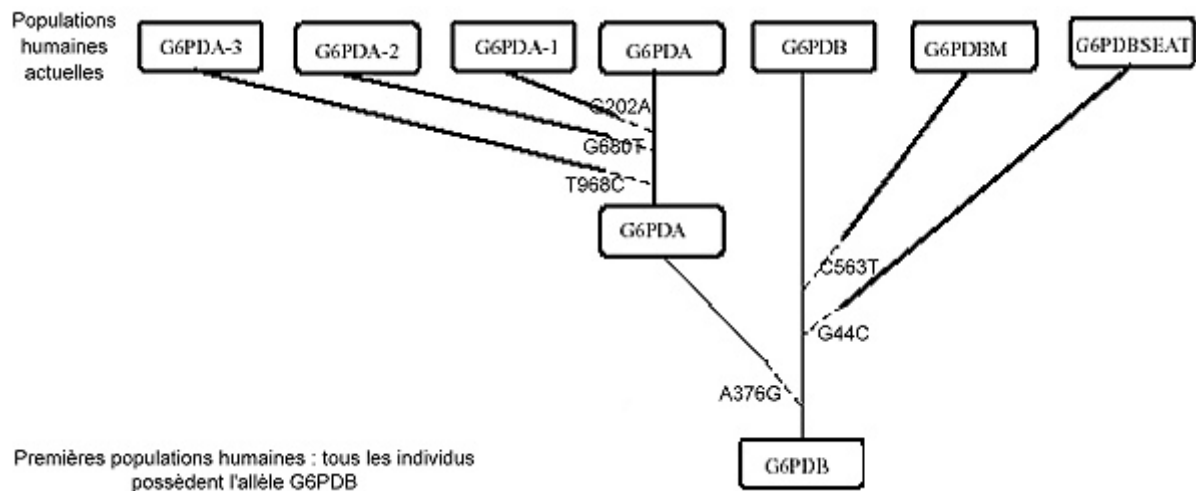 Populations
humaines
actuelles
G6PDA-3
G6PDA-2
G6PDA-1
G6PDA
G6PDB
G6PDBM
G6PDBSEAT
G202A
G680T
T968C
G6PDA
C563T
G44C
A376G
G6PDB
Premières populations humaines : tous les individus
possèdent l'allèle G6PDB